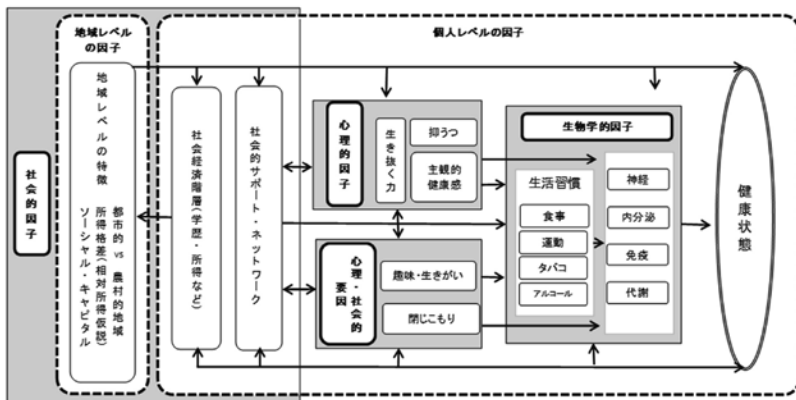 地域レベル
の因子
個人レベルの因子
社会的因子
地域レベルの特徴
都市的 vs 農村的地域
所得格差(相対所得仮説)
ソーシャル・キャピタル
社会経済階層(学歴・所得など)
社会的サポート・ネットワーク
心理的因子
生き抜く力
抑うつ
主観的
健康感
心理・社会的
要因
趣味・生きがい
閉じこもり
生物学的因子
生活習慣
食事
運動
タバコ
アルコール
神経
内分泌
免疫
代謝
健康状態